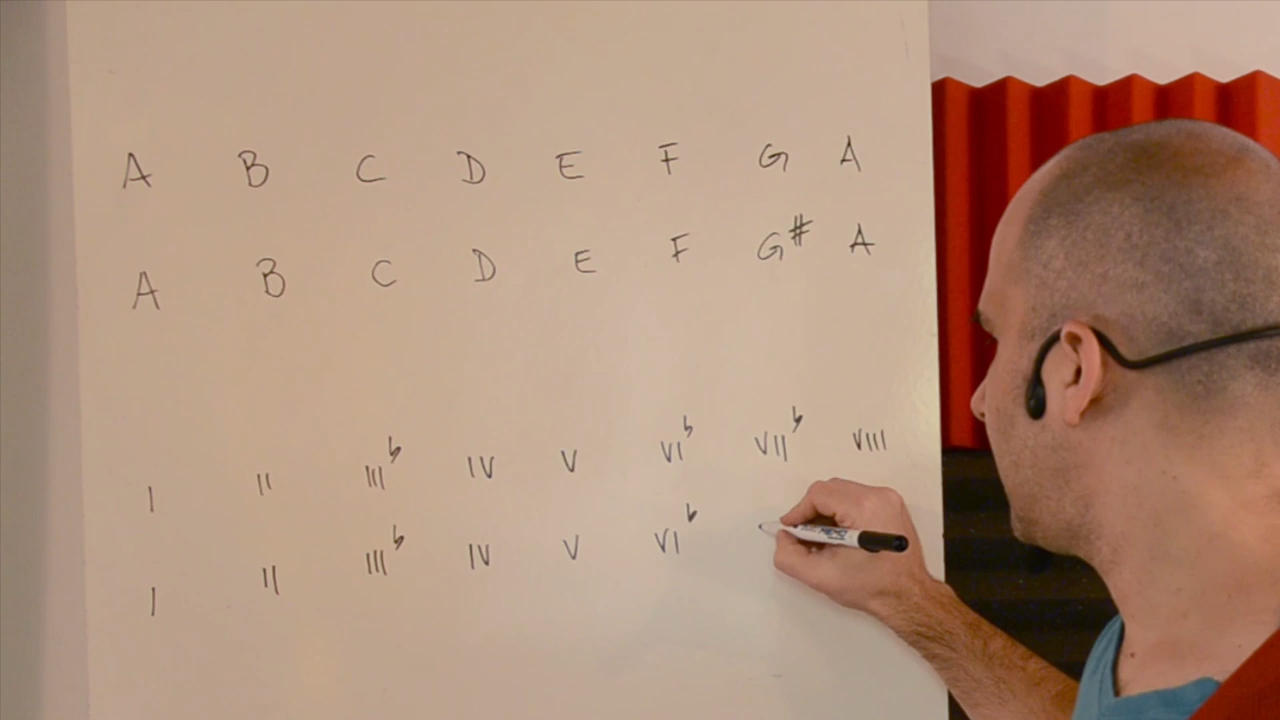 A B C D E F G A
A B C D E F G# A
I II III♭ IV V VI♭ VII♭ VIII
I II III♭ IV V VI♭